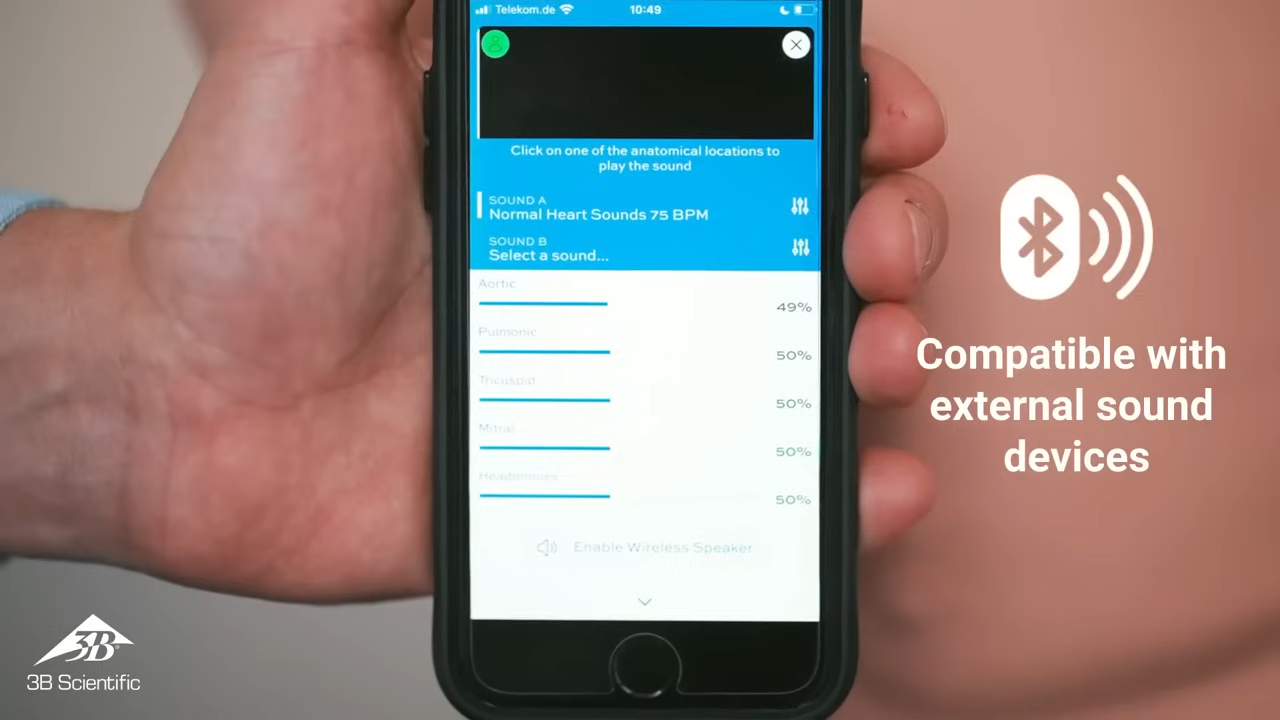 Telekom.de
10:49
Click on one of the anatomical locations to
play the sound
SOUND A
Normal Heart Sounds 75 BPM
SOUND B
Select a sound...
Aortic
49%
Pulmonic
50%
Tricuspid
50%
Mitral
50%
Headphones
50%
Enable Wireless Speaker
Compatible with
external sound
devices
3B
3B Scientific